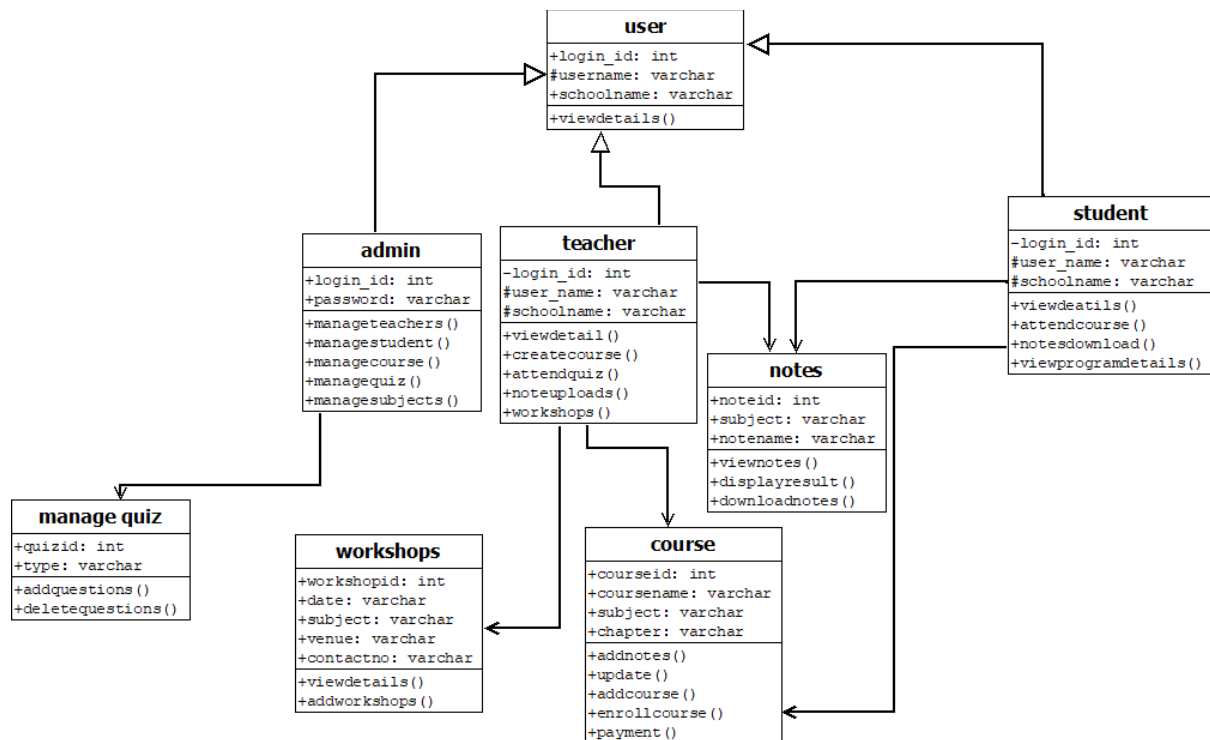 user
+login_id: int
#username: varchar
+schoolname: varchar
+viewdetails()
admin
+login_id: int
+password: varchar
+manageteachers()
+managestudent()
+managecourse()
+managequiz()
+managesubjects()
teacher
-login_id: int
#user_name: varchar
#schoolname: varchar
+viewdetail()
+createcourse()
+attendquiz()
+noteuploads()
+workshops()
student
-login_id: int
#user_name: varchar
#schoolname: varchar
+viewdeatils()
+attendcourse()
+notesdownload()
+viewprogramdetails()
notes
+noteid: int
+subject: varchar
+notename: varchar
+viewnotes()
+displayresult()
+downloadnotes()
manage quiz
+quizid: int
+type: varchar
+addquestions()
+deletequestions()
workshops
+workshopid: int
+date: varchar
+subject: varchar
+venue: varchar
+contactno: varchar
+viewdetails()
+addworkshops()
course
+courseid: int
+coursename: varchar
+subject: varchar
+chapter: varchar
+addnotes()
+update()
+addcourse()
+enrollcourse()
+payment()